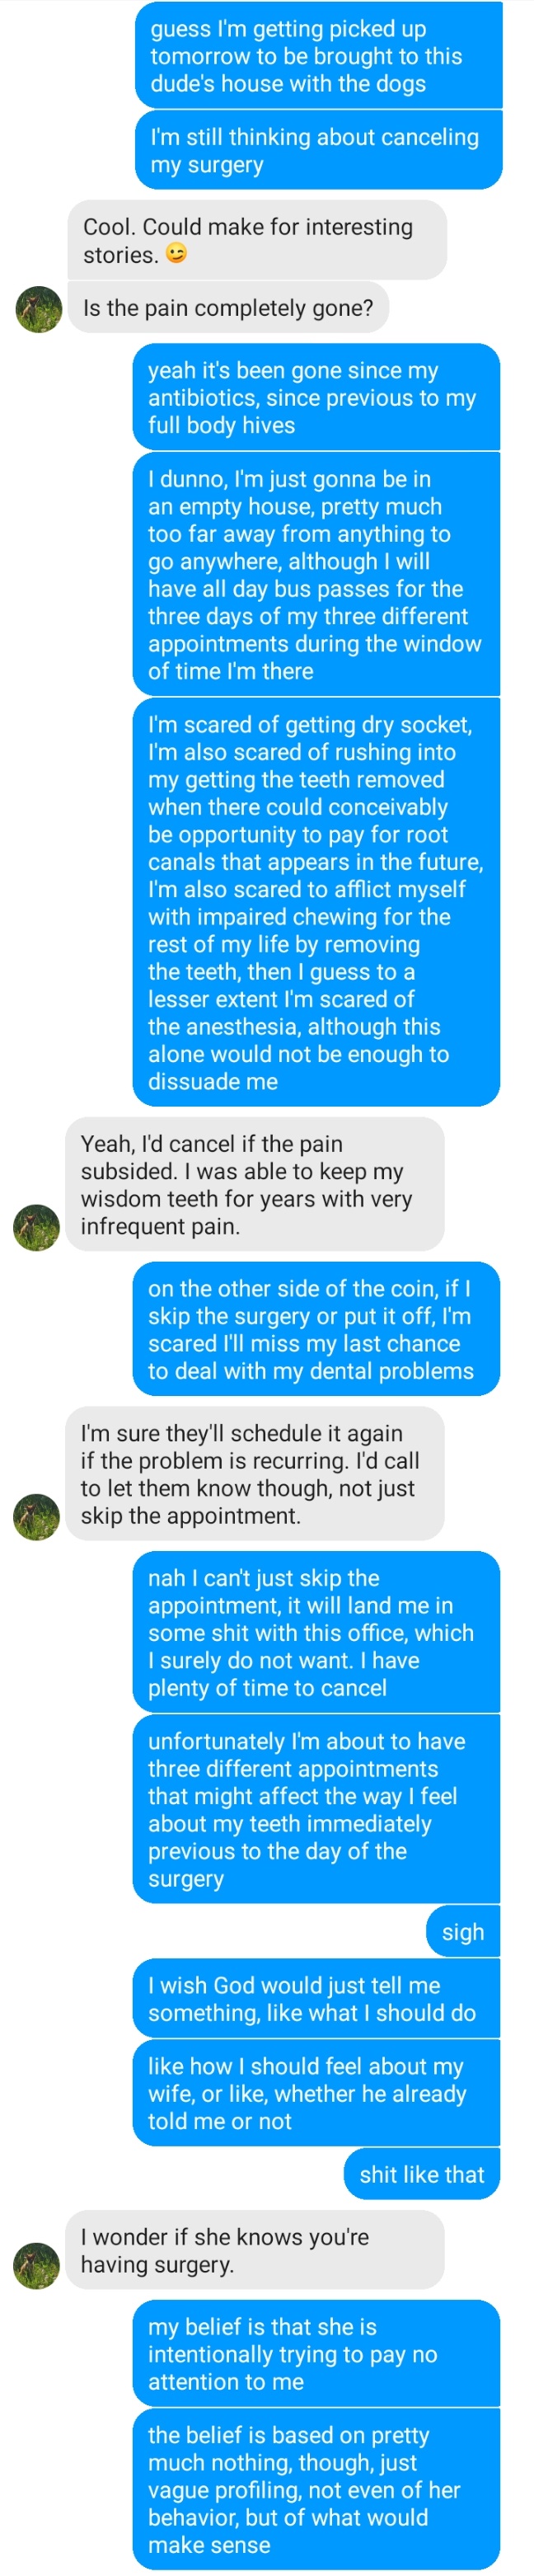 guess I'm getting picked up
tomorrow to be brought to this
dude's house with the dogs
I'm still thinking about canceling
my surgery
Cool. Could make for interesting
stories. 😉
Is the pain completely gone?
yeah it's been gone since my
antibiotics, since previous to my
full body hives
I dunno, I'm just gonna be in
an empty house, pretty much
too far away from anything to
go anywhere, although I will
have all day bus passes for the
three days of my three different
appointments during the window
of time I'm there
I'm scared of getting dry socket,
I'm also scared of rushing into
my getting the teeth removed
when there could conceivably
be opportunity to pay for root
canals that appears in the future,
I'm also scared to afflict myself
with impaired chewing for the
rest of my life by removing
the teeth, then I guess to a
lesser extent I'm scared of
the anesthesia, although this
alone would not be enough to
dissuade me
Yeah, I'd cancel if the pain
subsided. I was able to keep my
wisdom teeth for years with very
infrequent pain.
on the other side of the coin, if I
skip the surgery or put it off, I'm
scared I'll miss my last chance
to deal with my dental problems
I'm sure they'll schedule it again
if the problem is recurring. I'd call
to let them know though, not just
skip the appointment.
nah I can't just skip the
appointment, it will land me in
some shit with this office, which
I surely do not want. I have
plenty of time to cancel
unfortunately I'm about to have
three different appointments
that might affect the way I feel
about my teeth immediately
previous to the day of the
surgery
sigh
I wish God would just tell me
something, like what I should do
like how I should feel about my
wife, or like, whether he already
told me or not
shit like that
I wonder if she knows you're
having surgery.
my belief is that she is
intentionally trying to pay no
attention to me
the belief is based on pretty
much nothing, though, just
vague profiling, not even of her
behavior, but of what would
make sense